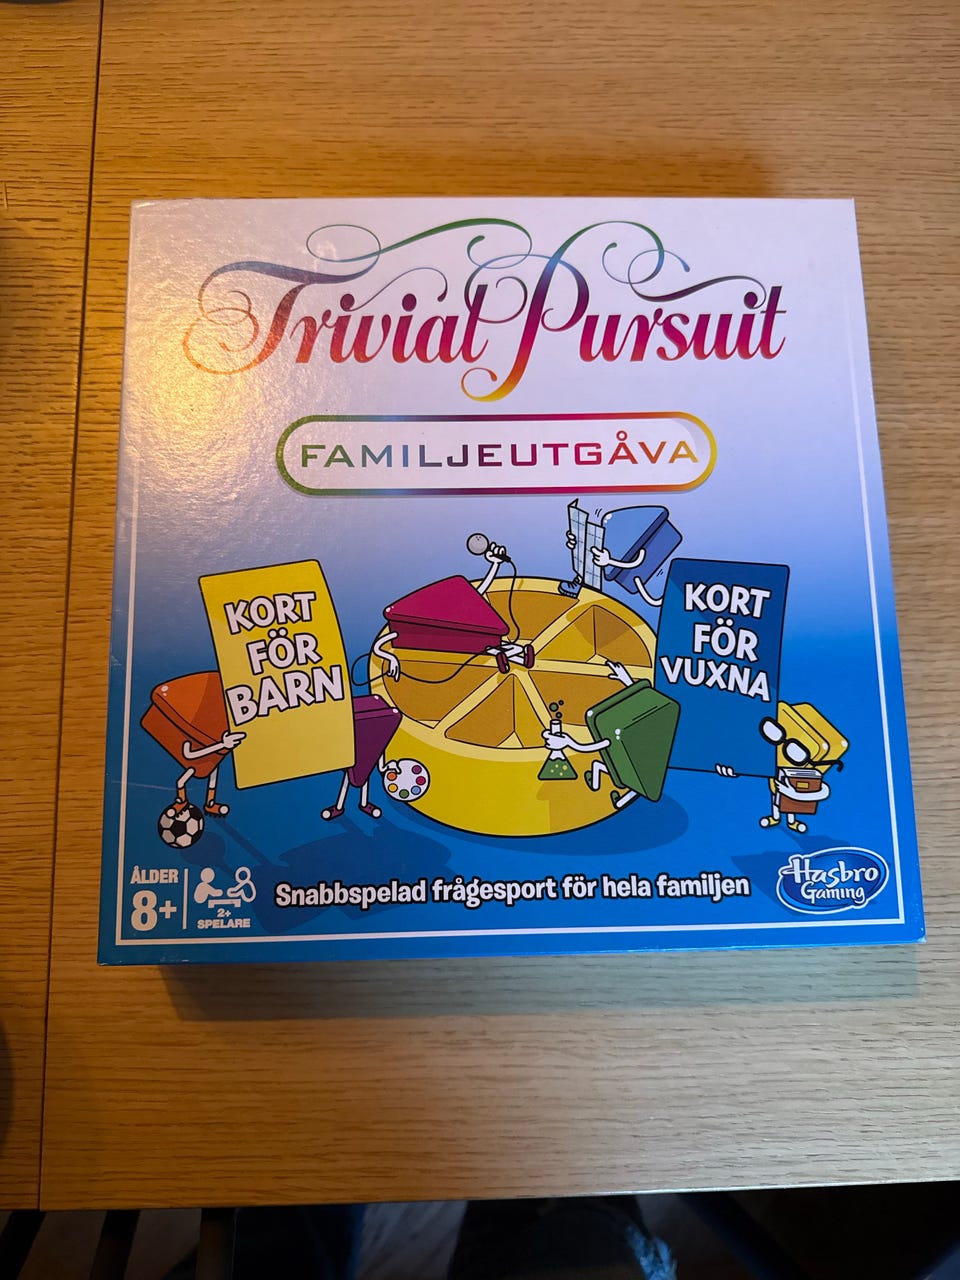 Trivial Pursuit
FAMILJEUTGÅVA
KORT
FÖR
BARN
KORT
FÖR
VUXNA
ÅLDER
8+
2+
SPELARE
Snabbspelad frågesport för hela familjen
Hasbro
Gaming